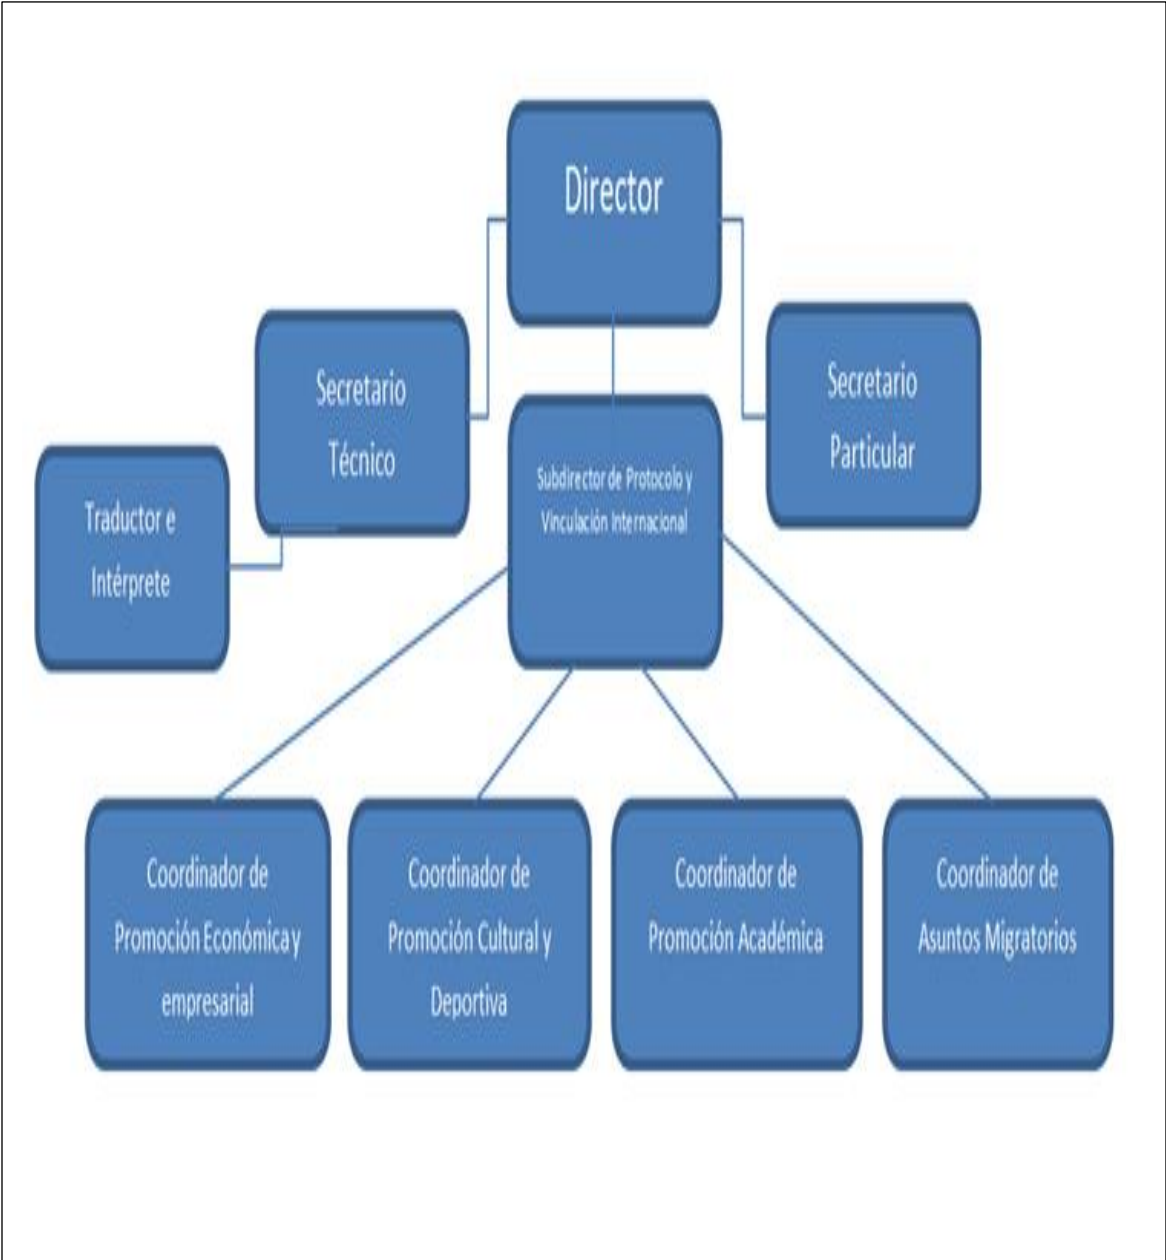 Director
Secretario
Técnico
Secretario
Particular
Subdirector de Protocolo y
Vinculación Internacional
Traductor e
Intérprete
Coordinador de
Promoción Económica y
empresarial
Coordinador de
Promoción Cultural y
Deportiva
Coordinador de
Promoción Académica
Coordinador de
Asuntos Migratorios